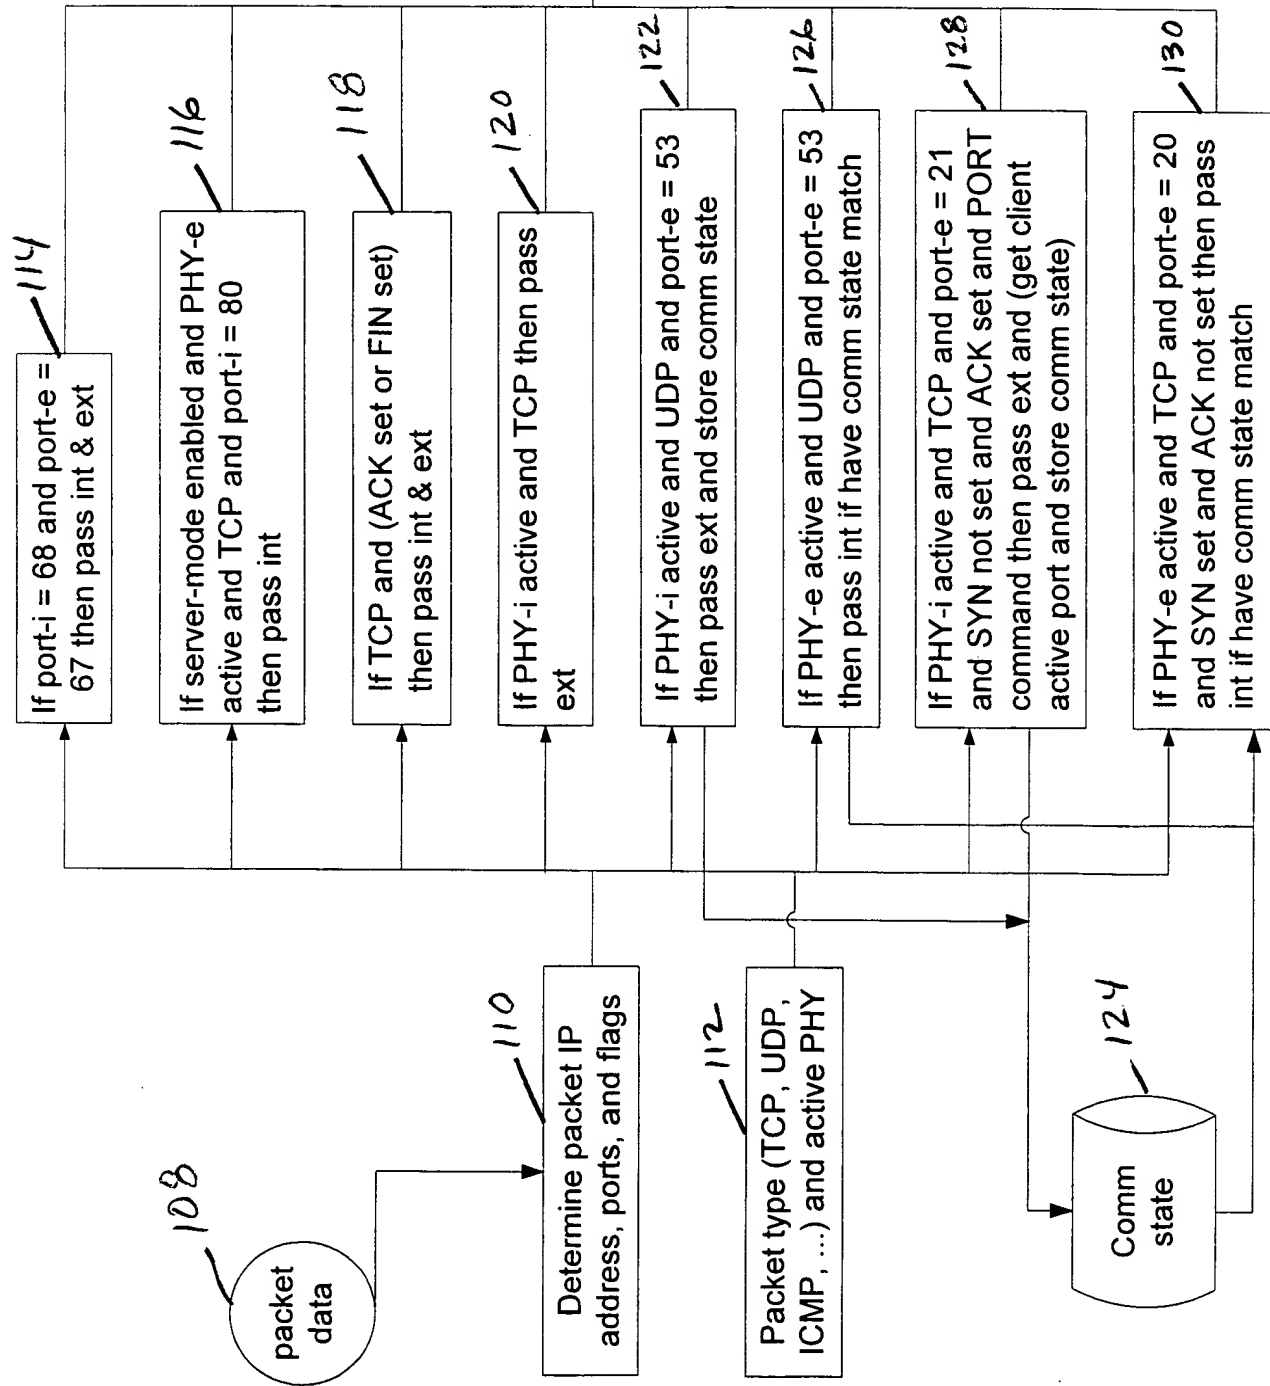 108
packet
data
110
Determine packet IP
address, ports, and flags
112
Packet type (TCP, UDP,
ICMP, ...) and active PHY
124
Comm
state
114
If port-i = 68 and port-e =
67 then pass int & ext
116
If server-mode enabled and PHY-e
active and TCP and port-i = 80
then pass int
118
If TCP and (ACK set or FIN set)
then pass int & ext
120
If PHY-i active and TCP then pass
ext
122
If PHY-i active and UDP and port-e = 53
then pass ext and store comm state
126
If PHY-e active and UDP and port-e = 53
then pass int if have comm state match
128
If PHY-i active and TCP and port-e = 21
and SYN not set and ACK set and PORT
command then pass ext and (get client
active port and store comm state)
130
If PHY-e active and TCP and port-e = 20
and SYN set and ACK not set then pass
int if have comm state match